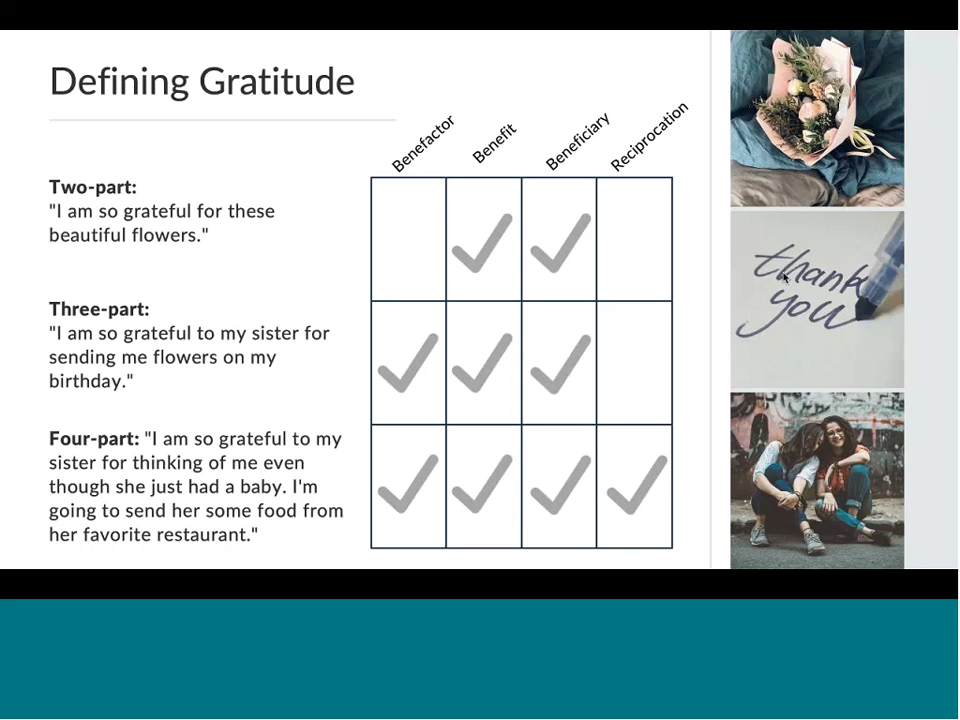 Defining Gratitude
Benefactor
Benefit
Beneficiary
Reciprocation
Two-part:
"I am so grateful for these
beautiful flowers."
Three-part:
"I am so grateful to my sister for
sending me flowers on my
birthday."
Four-part: "I am so grateful to my
sister for thinking of me even
though she just had a baby. I'm
going to send her some food from
her favorite restaurant."
thank
you